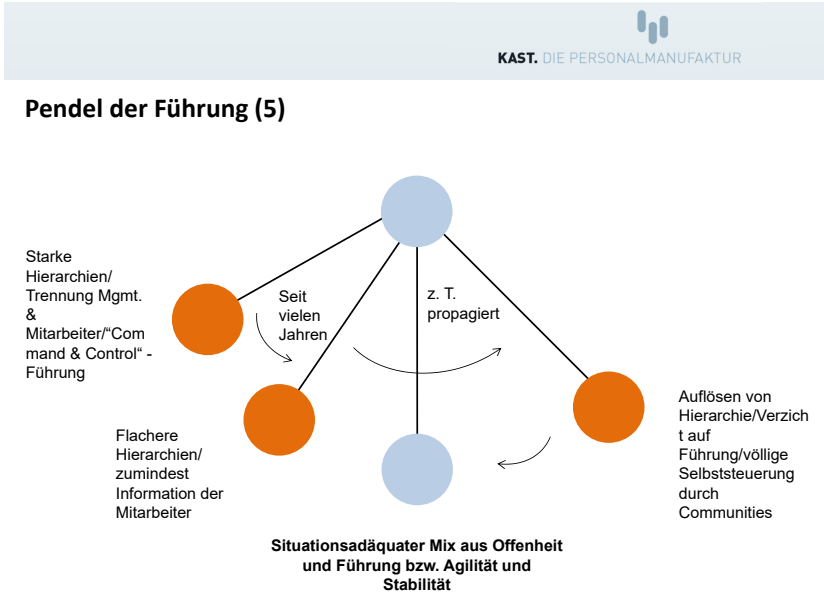 KAST. DIE PERSONALMANUFAKTUR
Pendel der Führung (5)
Starke
Hierarchien/
Trennung Mgmt.
&
Mitarbeiter/“Com
mand & Control“ -
Führung
Seit
vielen
Jahren
z. T.
propagiert
Flachere
Hierarchien/
zumindest
Information der
Mitarbeiter
Auflösen von
Hierarchie/Verzich
t auf
Führung/völlige
Selbststeuerung
durch
Communities
Situationsadäquater Mix aus Offenheit
und Führung bzw. Agilität und
Stabilität